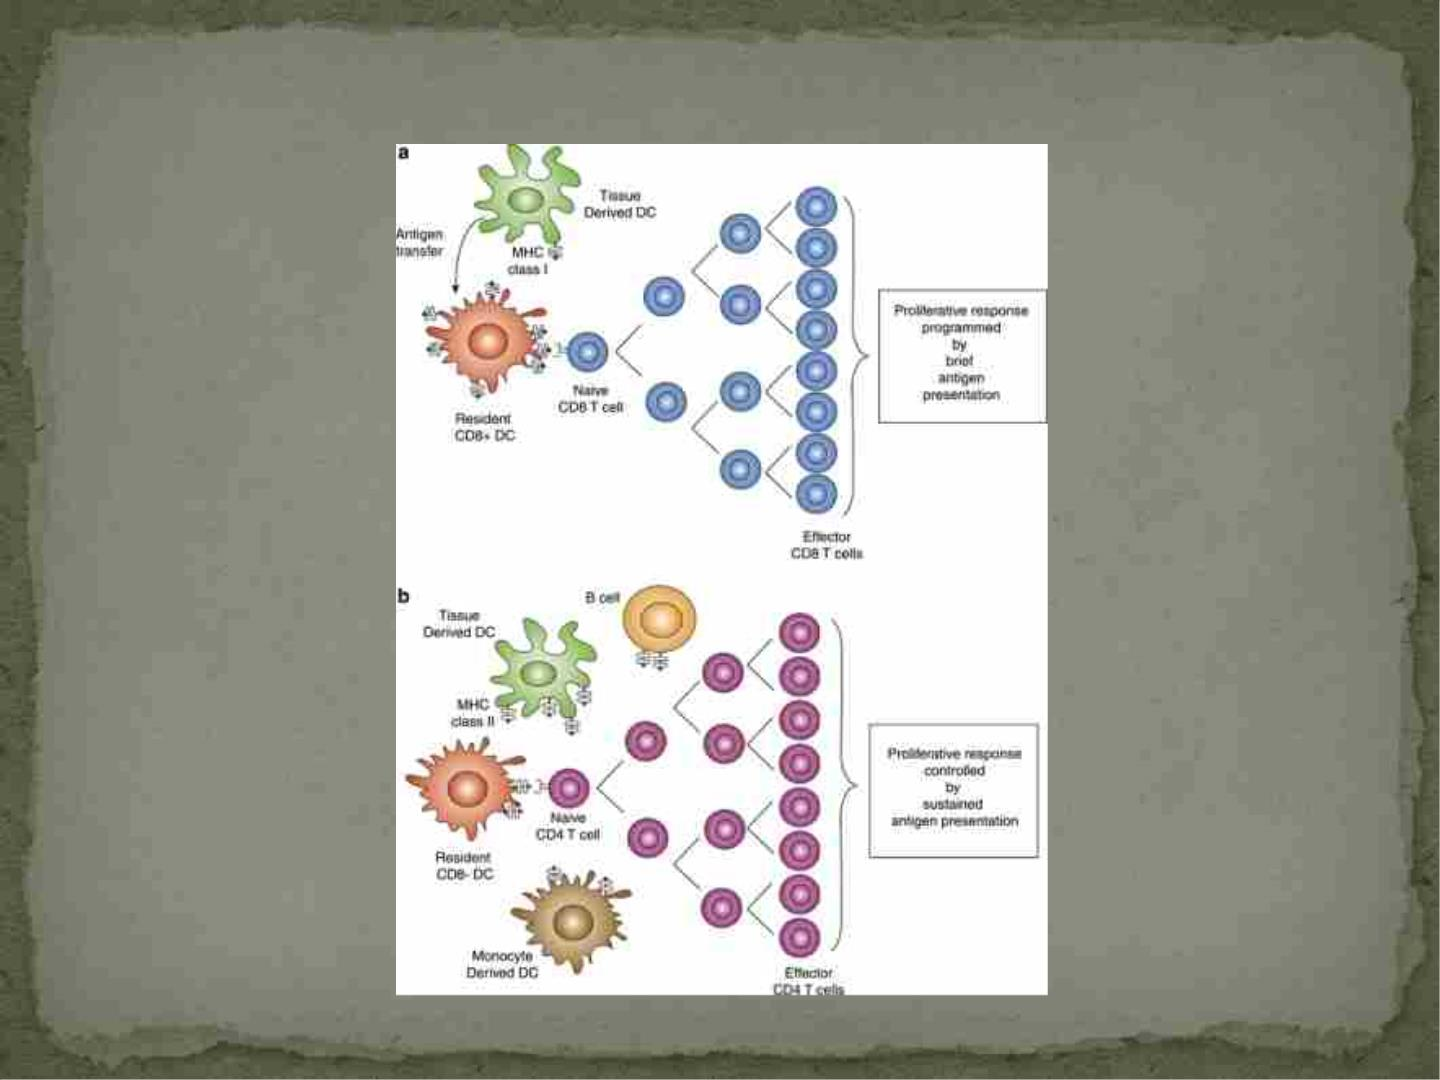 a
Tissue
Derived DC
Antigen
transfer
MHC
class I
Resident
CD8+ DC
Naive
CD8 T cell
Proliferative response
programmed
by
brief
antigen
presentation
Effector
CD8 T cells
b
B cell
Tissue
Derived DC
MHC
class II
Naive
CD4 T cell
Resident
CD8- DC
Monocyte
Derived DC
Proliferative response
controlled
by
sustained
antigen presentation
Effector
CD4 T cells